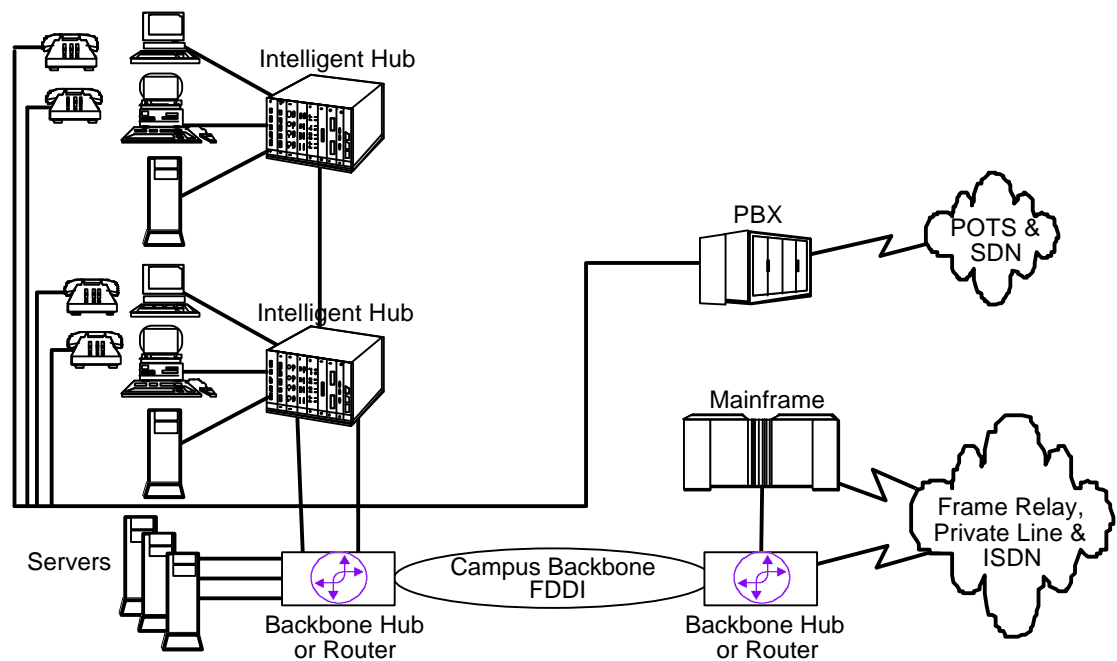 Intelligent Hub
PBX
POTS &
SDN
Intelligent Hub
Mainframe
Frame Relay,
Private Line &
ISDN
Servers
Campus Backbone
FDDI
Backbone Hub
or Router
Backbone Hub
or Router